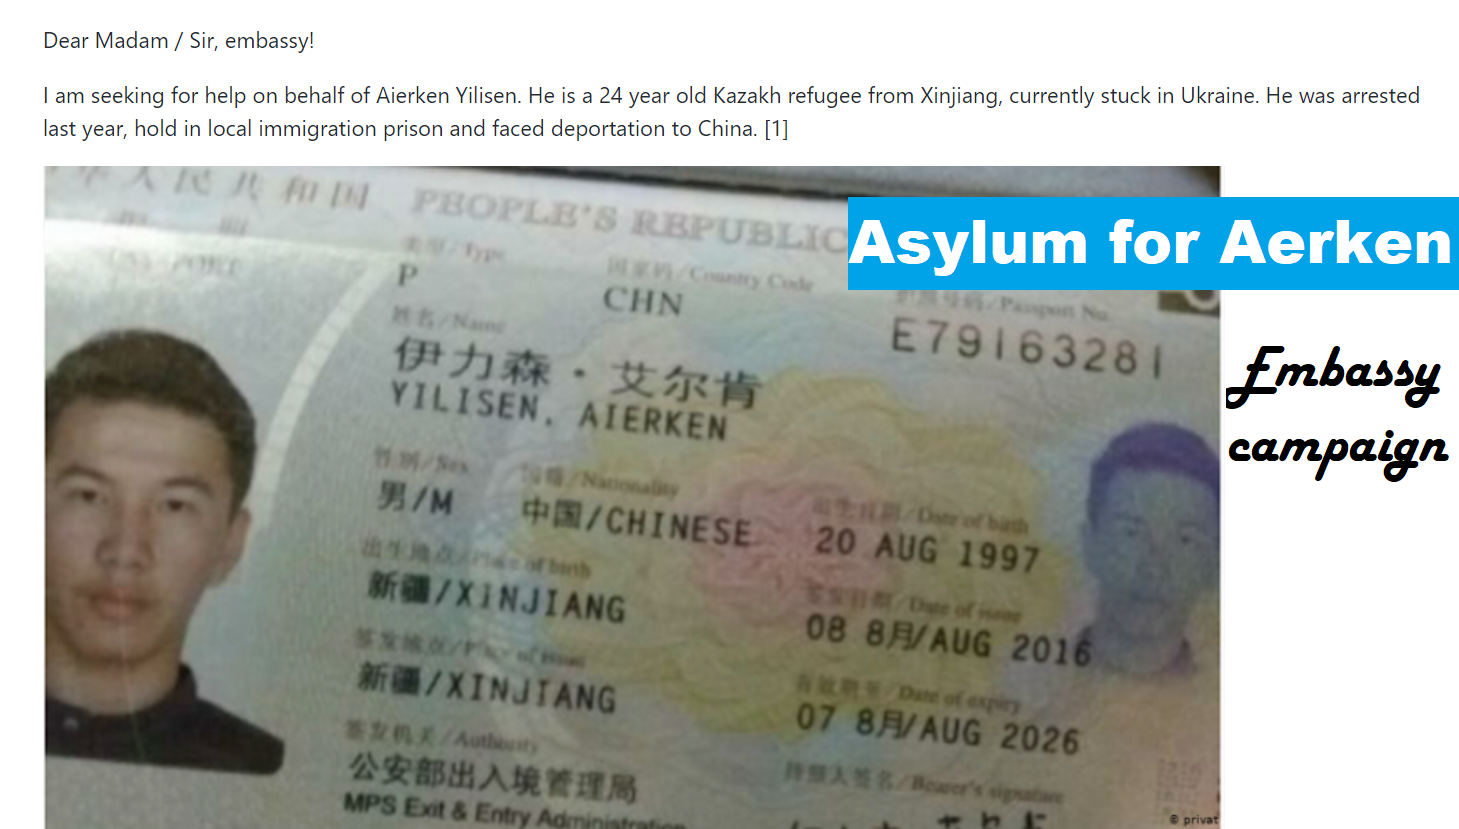 Dear Madam / Sir, embassy!
I am seeking for help on behalf of Aierken Yilisen. He is a 24 year old Kazakh refugee from Xinjiang, currently stuck in Ukraine. He was arrested
last year, hold in local immigration prison and faced deportation to China. [1]
华人民共和国 PEOPLE'S REPUBLIC
Asylum for Aerken
类型/Type
国家码/Country Code
护照号码/Passport No.
P
CHN
E79163281
姓名/Name
伊力森·艾尔肯
YILISEN, AIERKEN
Embassy
campaign
性别/Sex
国籍/Nationality
出生日期/Date of birth
男/M
中国/CHINESE
20 AUG 1997
出生地点/Place of birth
签发日期/Date of issue
新疆/XINJIANG
08 8月/AUG 2016
签发地点/Place of issue
有效期至/Date of expiry
新疆/XINJIANG
07 8月/AUG 2026
签发机关/Authority
持照人签名/Bearer's signature
公安部出入境管理局
MPS Exit & Entry Administration
© privat